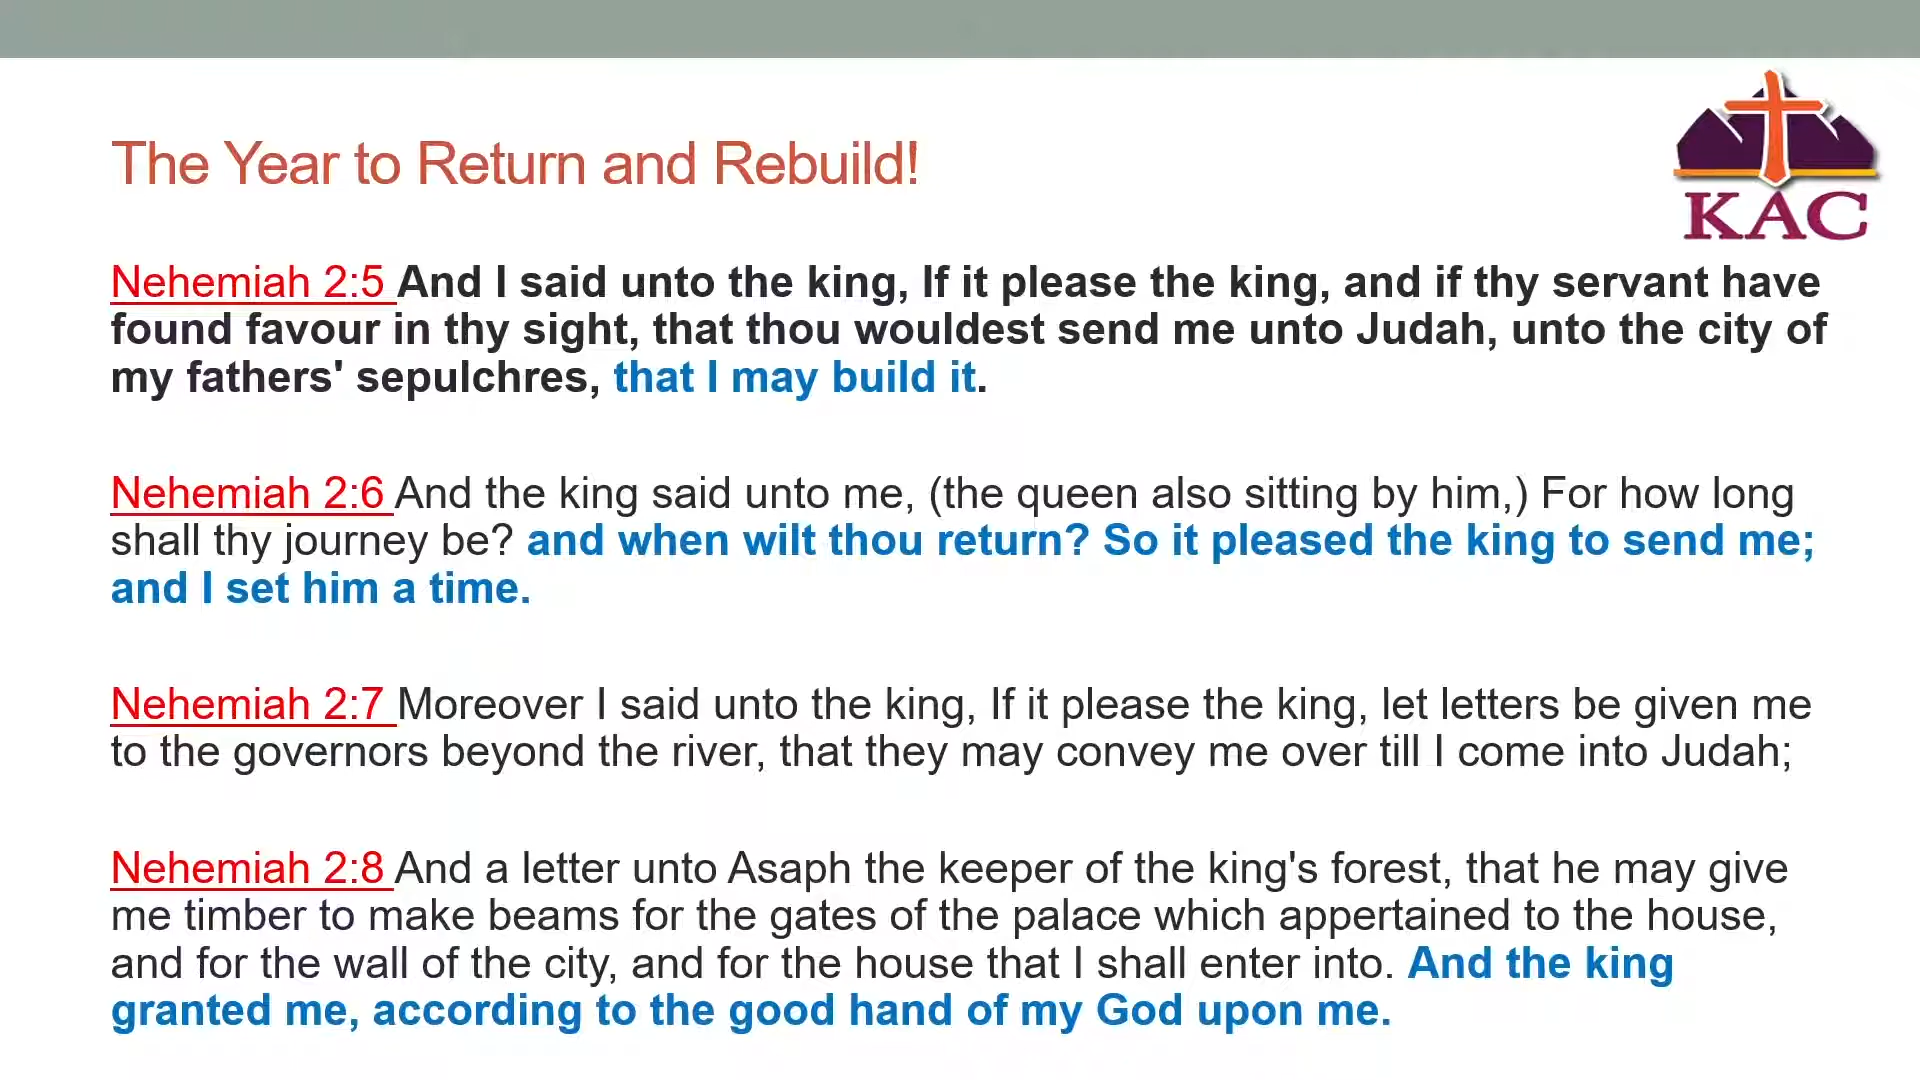 The Year to Return and Rebuild!
KAC
Nehemiah 2:5 And I said unto the king, If it please the king, and if thy servant have
found favour in thy sight, that thou wouldest send me unto Judah, unto the city of
my fathers' sepulchres, that I may build it.
Nehemiah 2:6 And the king said unto me, (the queen also sitting by him,) For how long
shall thy journey be? and when wilt thou return? So it pleased the king to send me;
and I set him a time.
Nehemiah 2:7 Moreover I said unto the king, If it please the king, let letters be given me
to the governors beyond the river, that they may convey me over till I come into Judah;
Nehemiah 2:8 And a letter unto Asaph the keeper of the king's forest, that he may give
me timber to make beams for the gates of the palace which appertained to the house,
and for the wall of the city, and for the house that I shall enter into. And the king
granted me, according to the good hand of my God upon me.